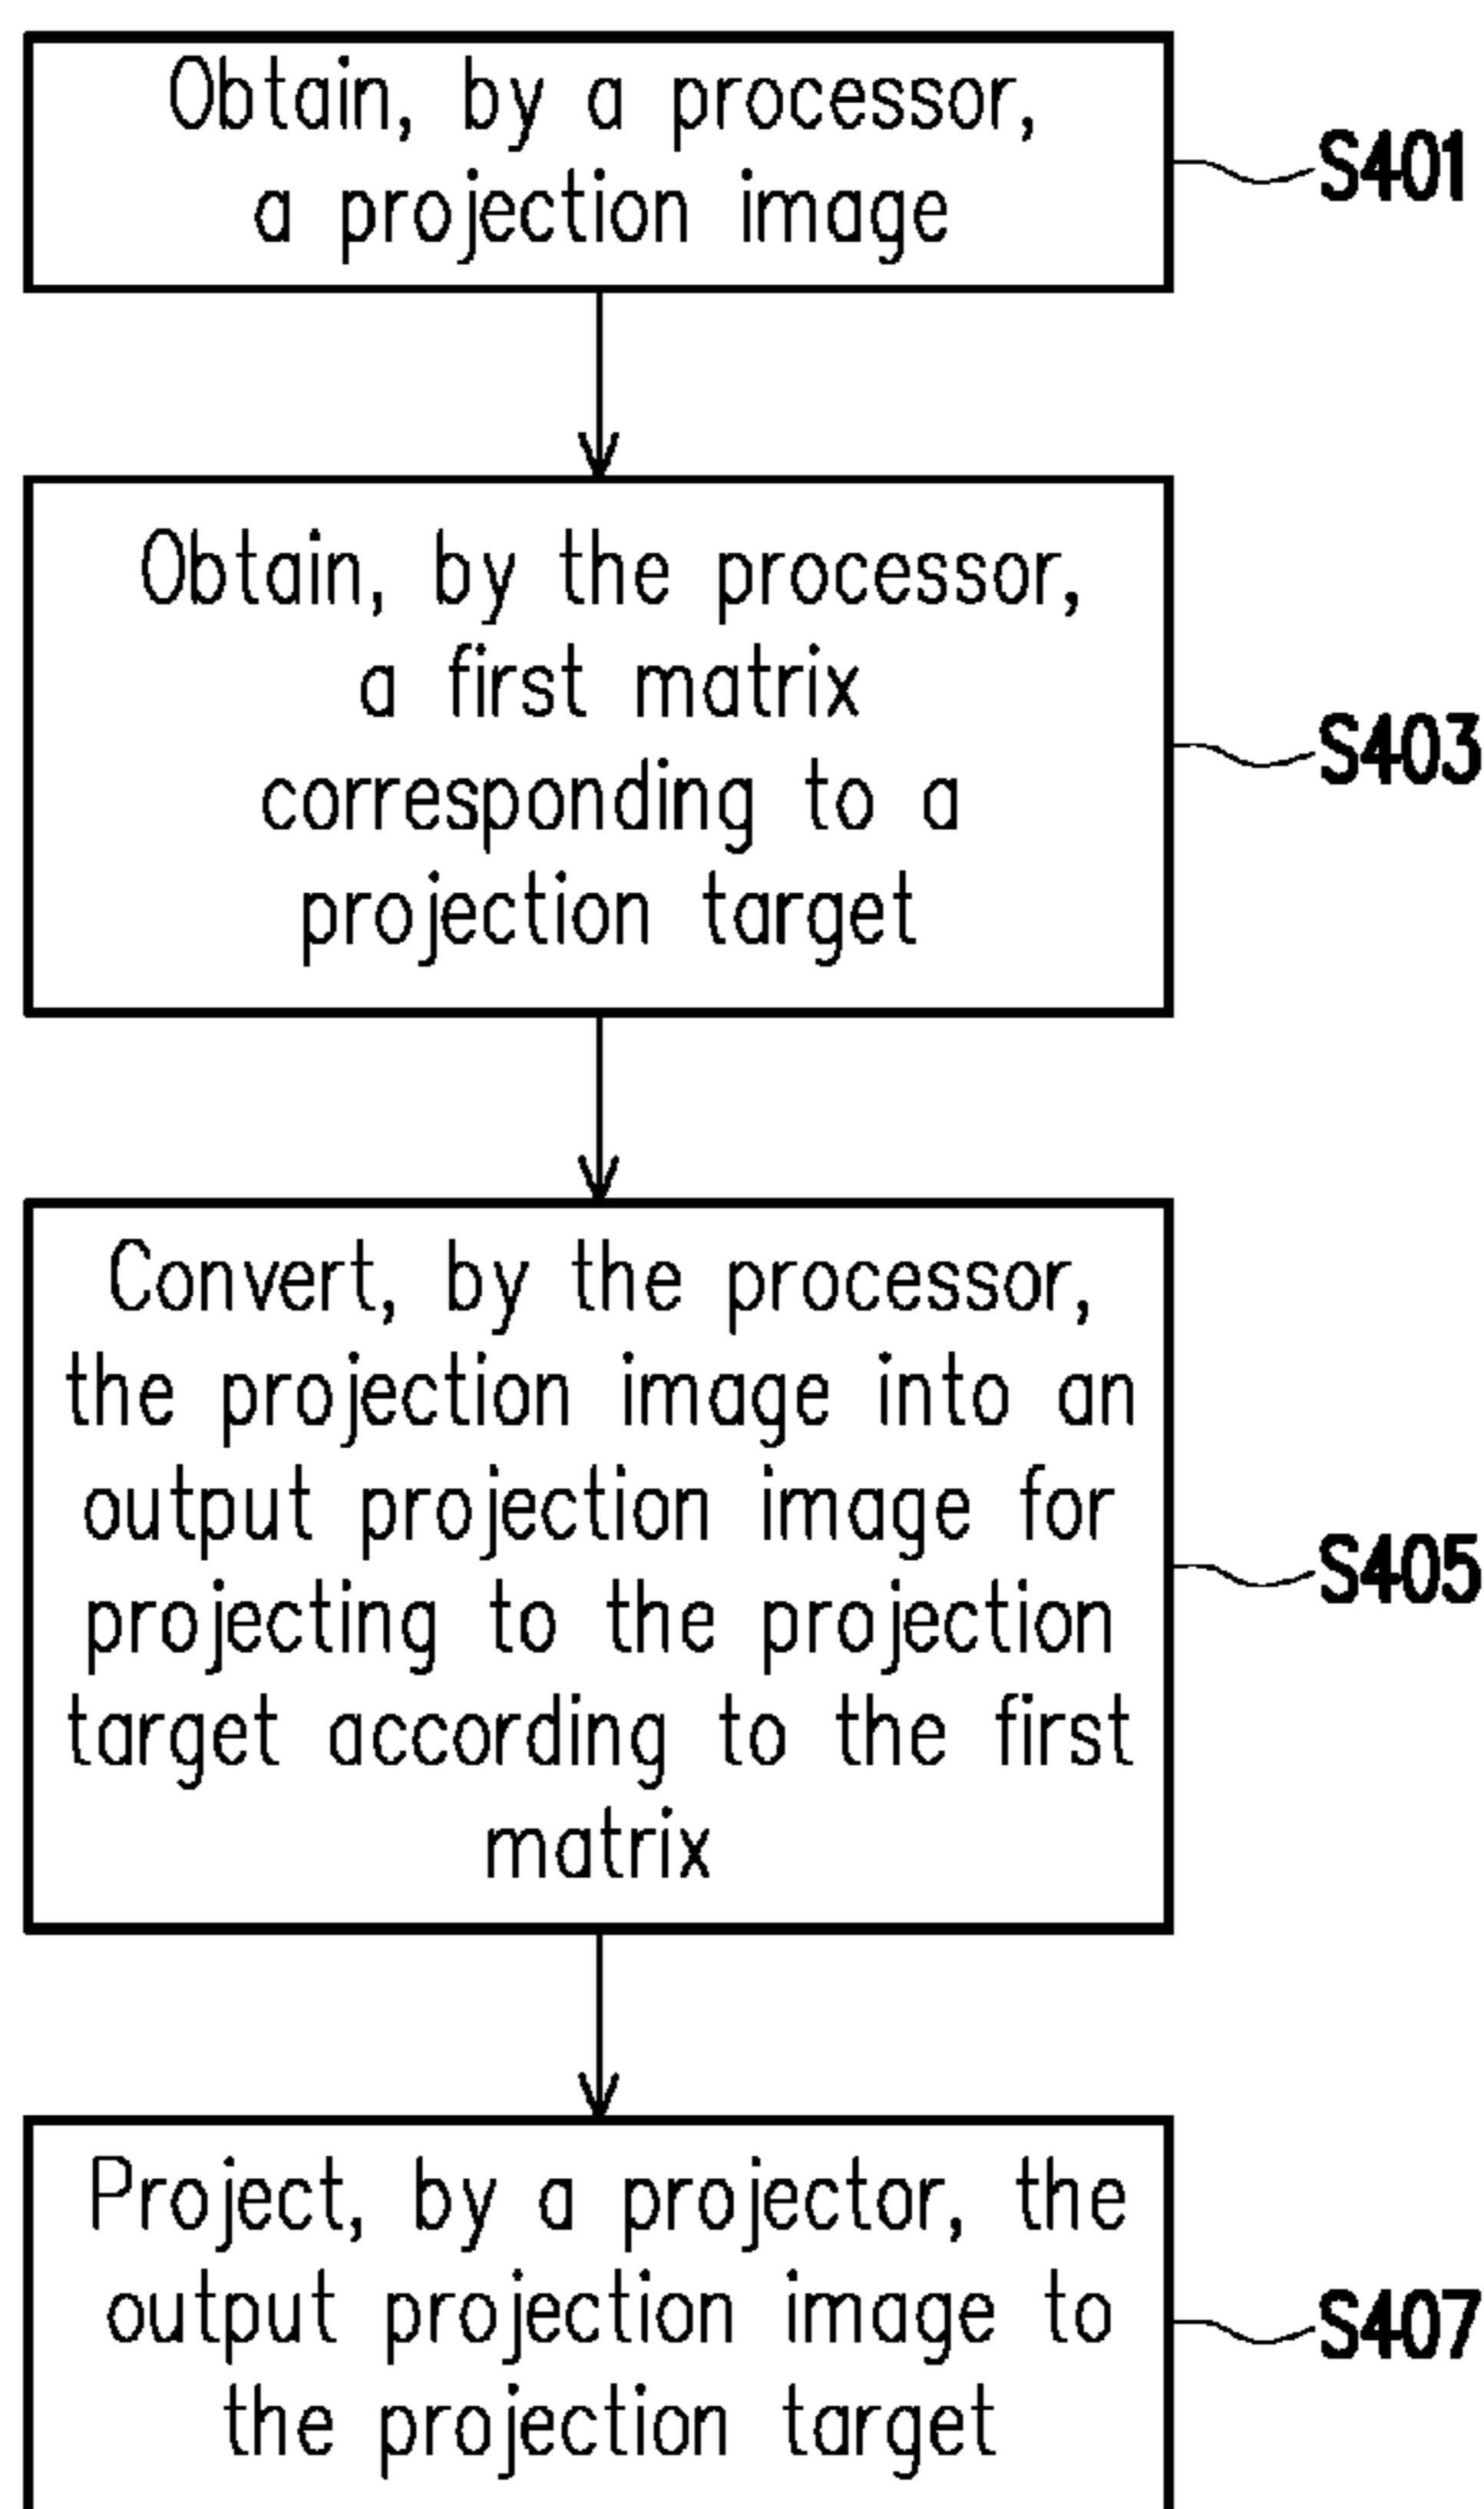 Obtain, by a processor,
a projection image
S401
Obtain, by the processor,
a first matrix
corresponding to a
projection target
S403
Convert, by the processor,
the projection image into an
output projection image for
projecting to the projection
target according to the first
matrix
S405
Project, by a projector, the
output projection image to
the projection target
S407